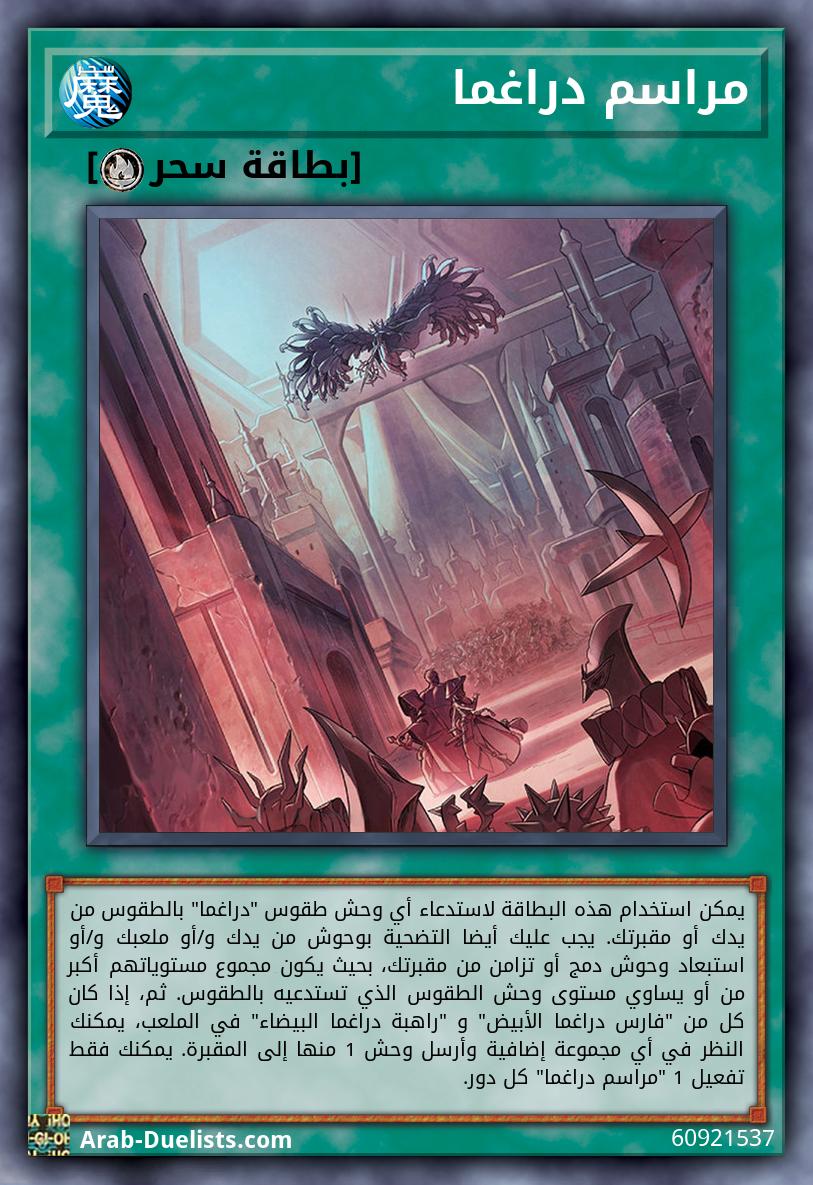 مراسم دراغما
魔
[بطاقة سحر]
يمكن استخدام هذه البطاقة لاستدعاء أي وحش طقوس "دراغما" بالطقوس من
يدك أو مقبرتك. يجب عليك أيضا التضحية بوحوش من يدك و/أو ملعبك و/أو
استبعاد وحوش دمج أو تزامن من مقبرتك، بحيث يكون مجموع مستوياتهم أكبر
من أو يساوي مستوى وحش الطقوس الذي تستدعيه بالطقوس. ثم، إذا كان
كل من "فارس دراغما الأبيض" و "راهبة دراغما البيضاء" في الملعب، يمكنك
النظر في أي مجموعة إضافية وأرسل وحش 1 منها إلى المقبرة. يمكنك فقط
تفعيل 1 "مراسم دراغما" كل دور.
Arab-Duelists.com
60921537